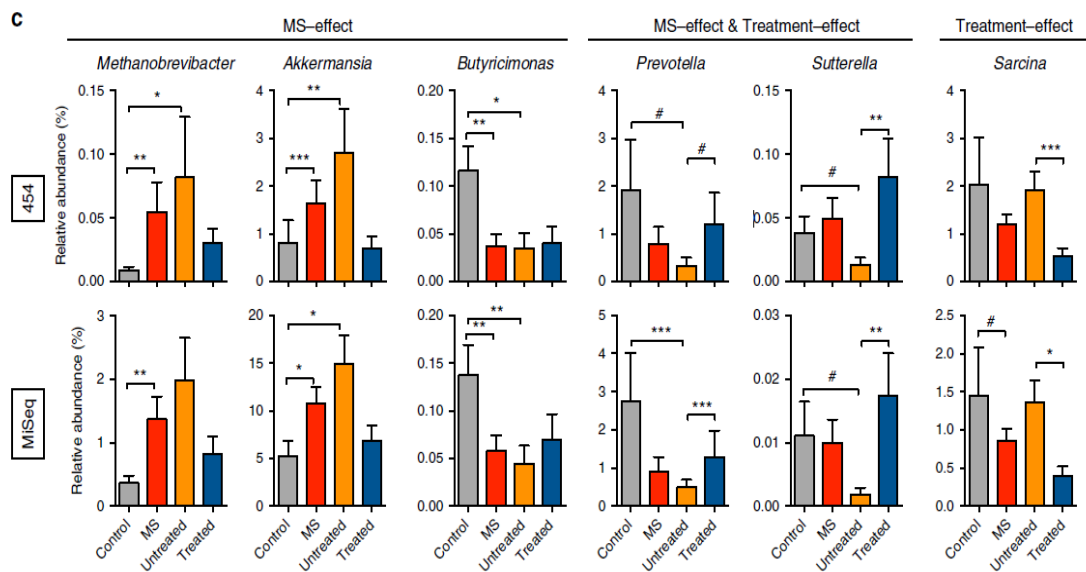 c
MS–effect MS–effect & Treatment–effect Treatment–effect
Methanobrevibacter Akkermansia Butyricimonas Prevotella Sutterella Sarcina
454
Relative abundance (%)
0.15 4 0.20 4 0.15 4
0.10 3 0.15 3 0.10 3
0.05 2 0.10 2 0.05 2
0.00 1 0.05 1 0.00 1
0 0.00 0 0
* ** * # ** ***
** *** ** # #
MiSeq
Relative abundance (%)
3 20 0.20 5 0.03 2.5
2 15 0.15 4 0.02 2.0
1 10 0.10 3 0.01 1.5
0 5 0.05 2 0.00 1.0
0 0.00 1 0.5
0 0.0
** * ** *** ** #
* ** *** # *
Control MS Untreated Treated Control MS Untreated Treated Control MS Untreated Treated Control MS Untreated Treated Control MS Untreated Treated Control MS Untreated Treated